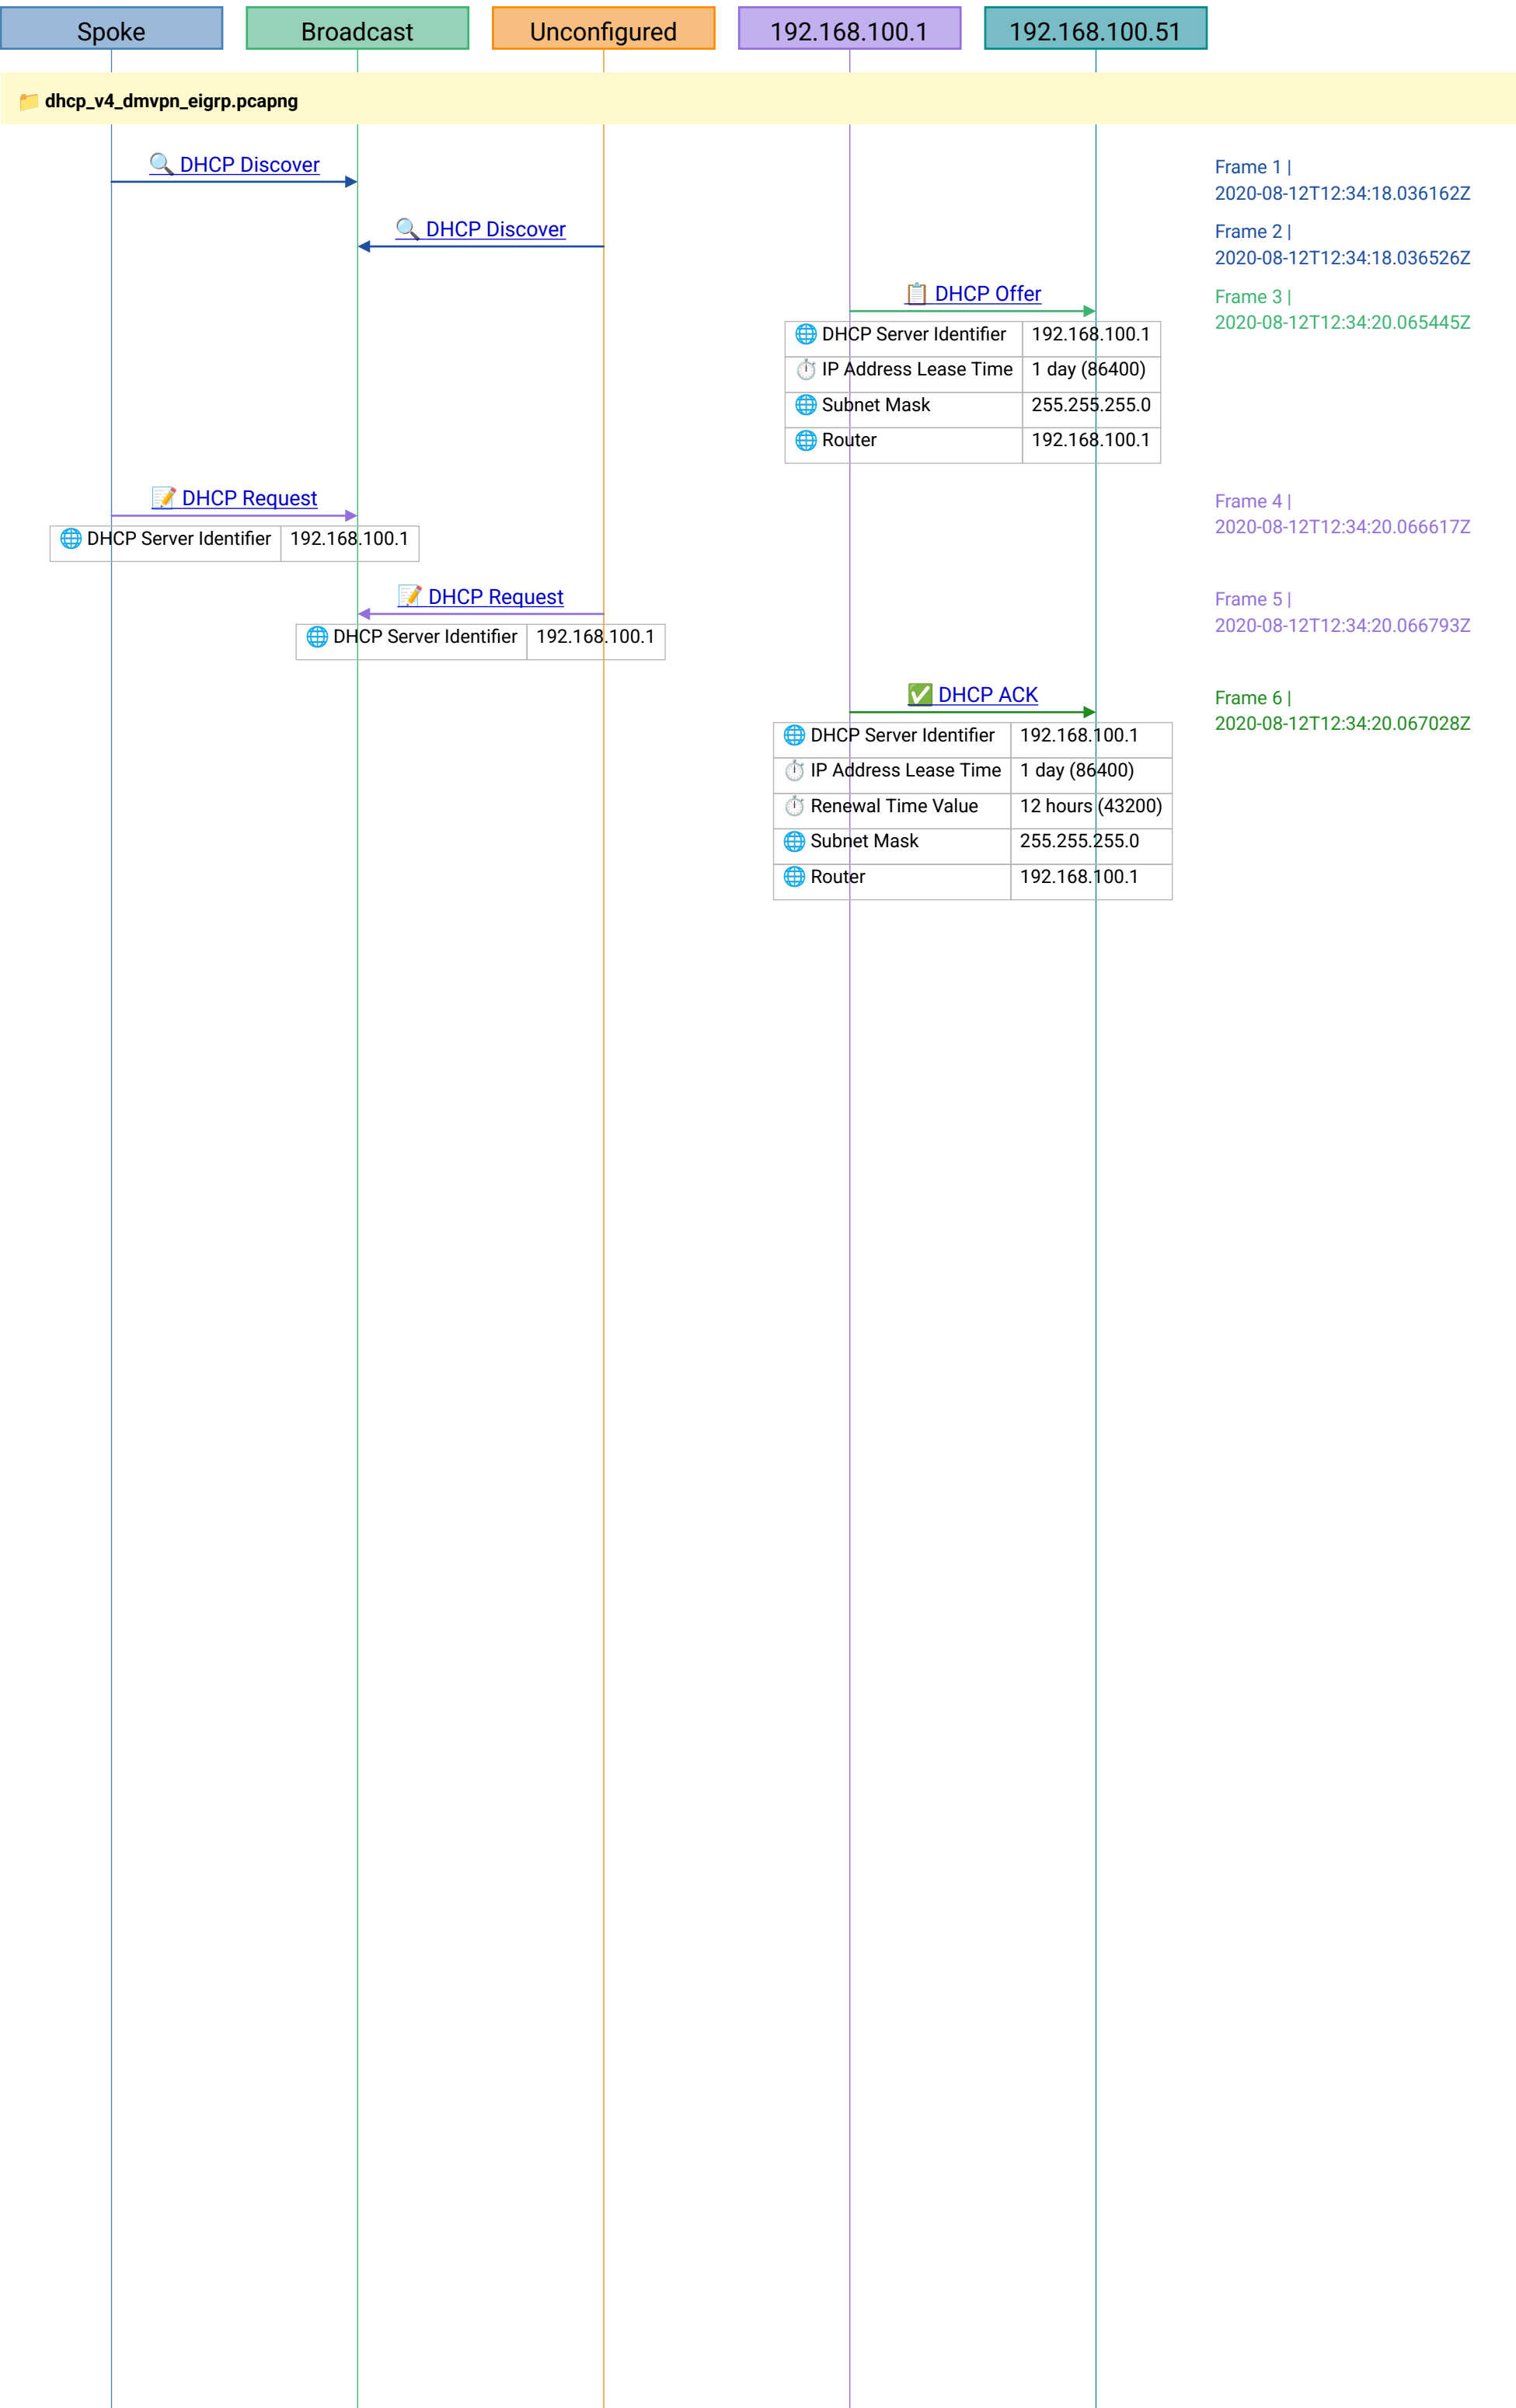 Spoke Broadcast Unconfigured 192.168.100.1 192.168.100.51
📁 dhcp_v4_dmvpn_eigrp.pcapng
🔍 DHCP Discover
Frame 1 |
2020-08-12T12:34:18.036162Z
🔍 DHCP Discover
Frame 2 |
2020-08-12T12:34:18.036526Z
📋 DHCP Offer
Frame 3 |
2020-08-12T12:34:20.065445Z
🌐 DHCP Server Identifier 192.168.100.1
⏱️ IP Address Lease Time 1 day (86400)
🌐 Subnet Mask 255.255.255.0
🌐 Router 192.168.100.1
📝 DHCP Request
Frame 4 |
2020-08-12T12:34:20.066617Z
🌐 DHCP Server Identifier 192.168.100.1
📝 DHCP Request
Frame 5 |
2020-08-12T12:34:20.066793Z
🌐 DHCP Server Identifier 192.168.100.1
✅ DHCP ACK
Frame 6 |
2020-08-12T12:34:20.067028Z
🌐 DHCP Server Identifier 192.168.100.1
⏱️ IP Address Lease Time 1 day (86400)
⏱️ Renewal Time Value 12 hours (43200)
🌐 Subnet Mask 255.255.255.0
🌐 Router 192.168.100.1